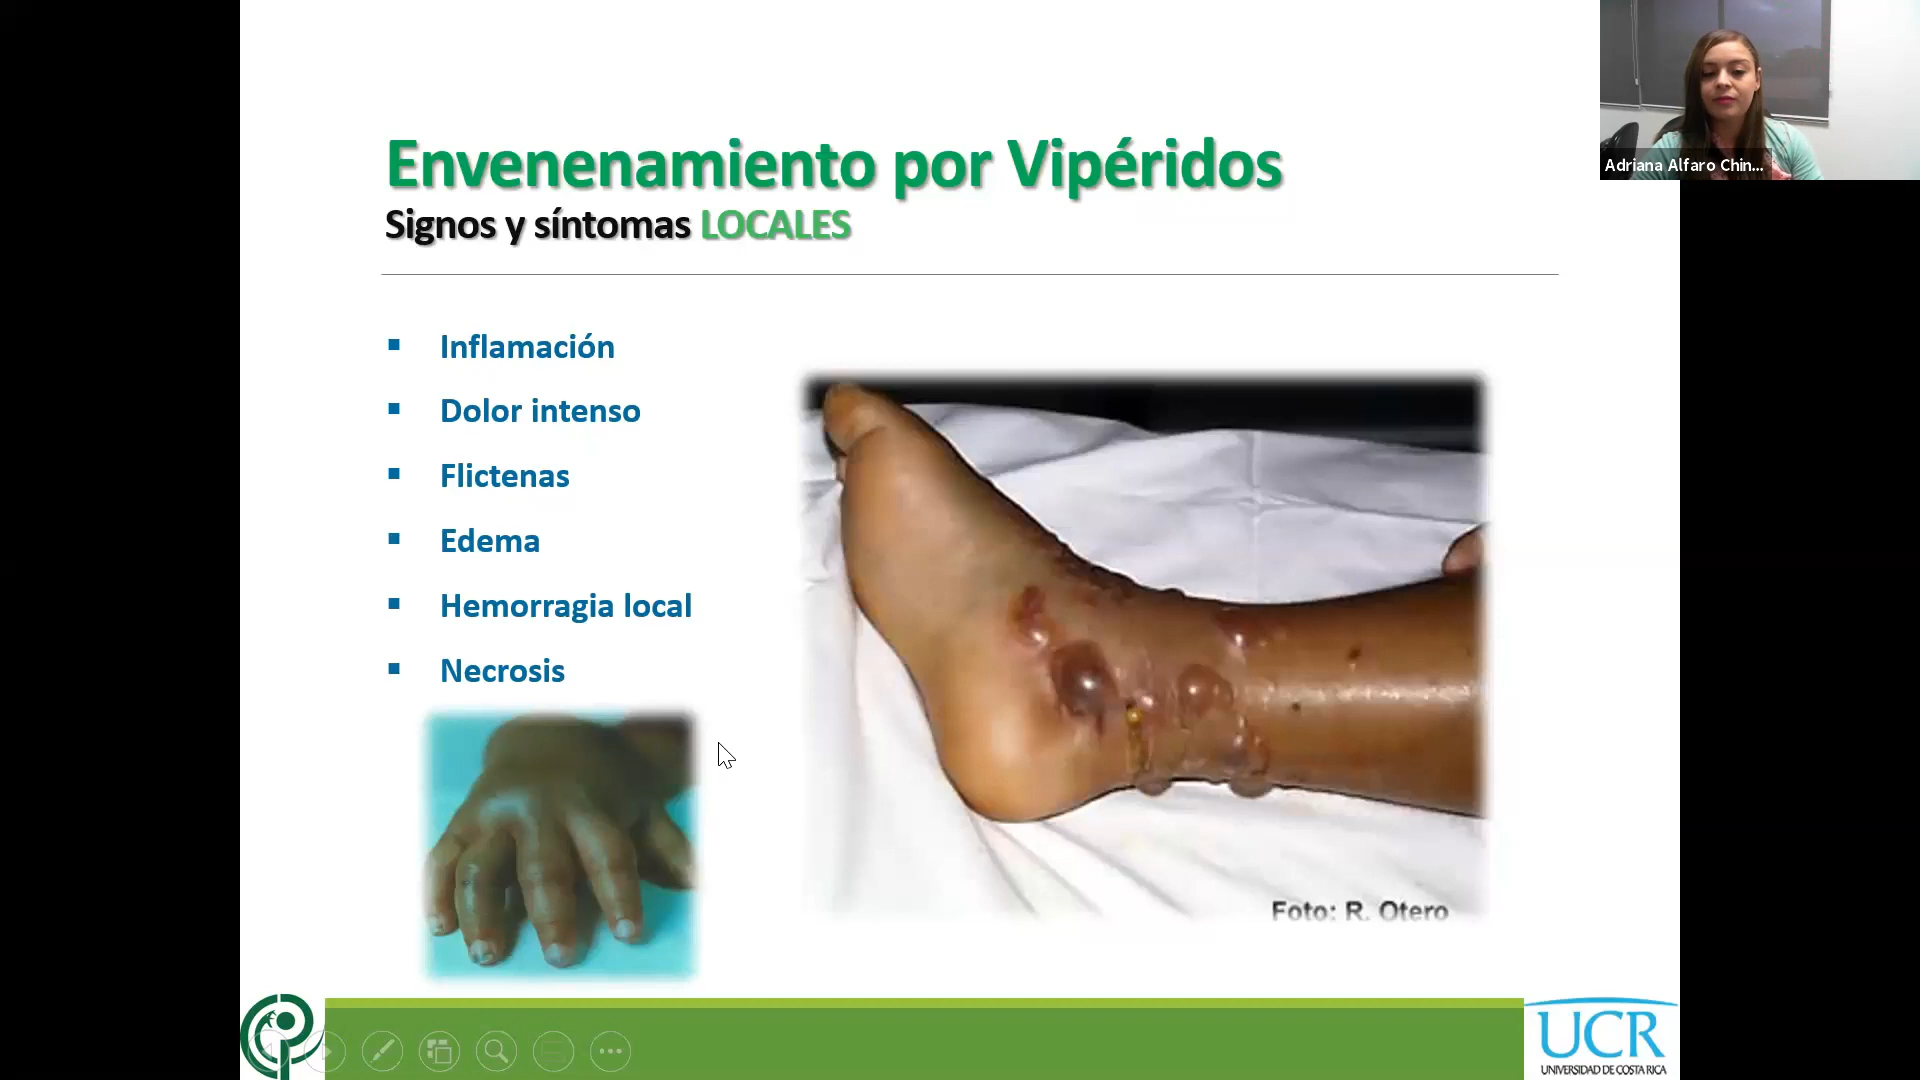 Envenenamiento por Vipéridos
Signos y síntomas LOCALES
Inflamación
Dolor intenso
Flictenas
Edema
Hemorragia local
Necrosis
Foto: R. Otero
Adriana Alfaro Chin...
UCR
UNIVERSIDAD DE COSTA RICA